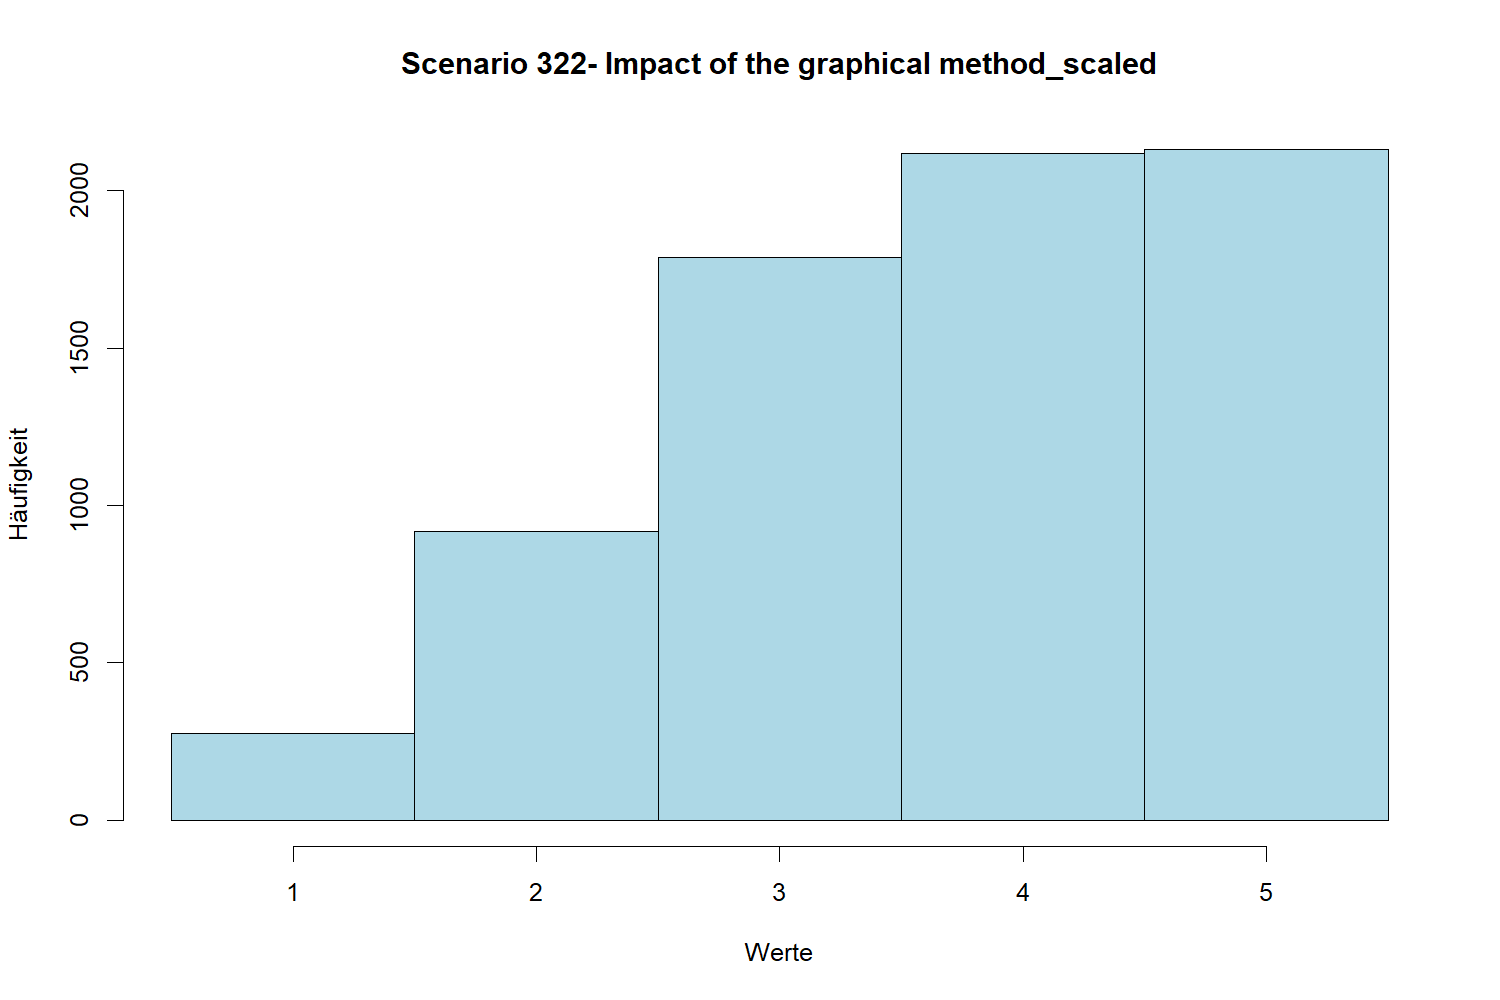 Scenario 322- Impact of the graphical method_scaled
Häufigkeit
2000
1500
1000
500
0
1 2 3 4 5
Werte